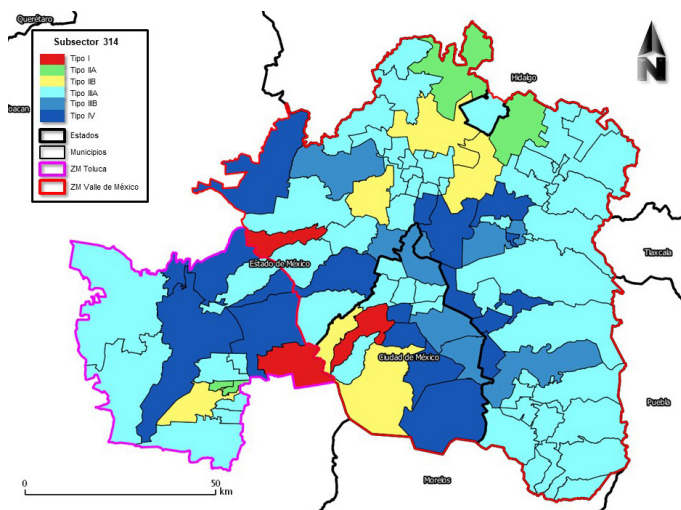 Querétaro
Subsector 314
Tipo I
Tipo IIA
Tipo IIB
Tipo IIIA
Tipo IIIB
Tipo IV
Estados
Municipios
ZM Toluca
ZM Valle de México
N
Hidalgo
bacan
Tlaxcala
Estado de México
Ciudad de México
Puebla
Morelos
0 50
km